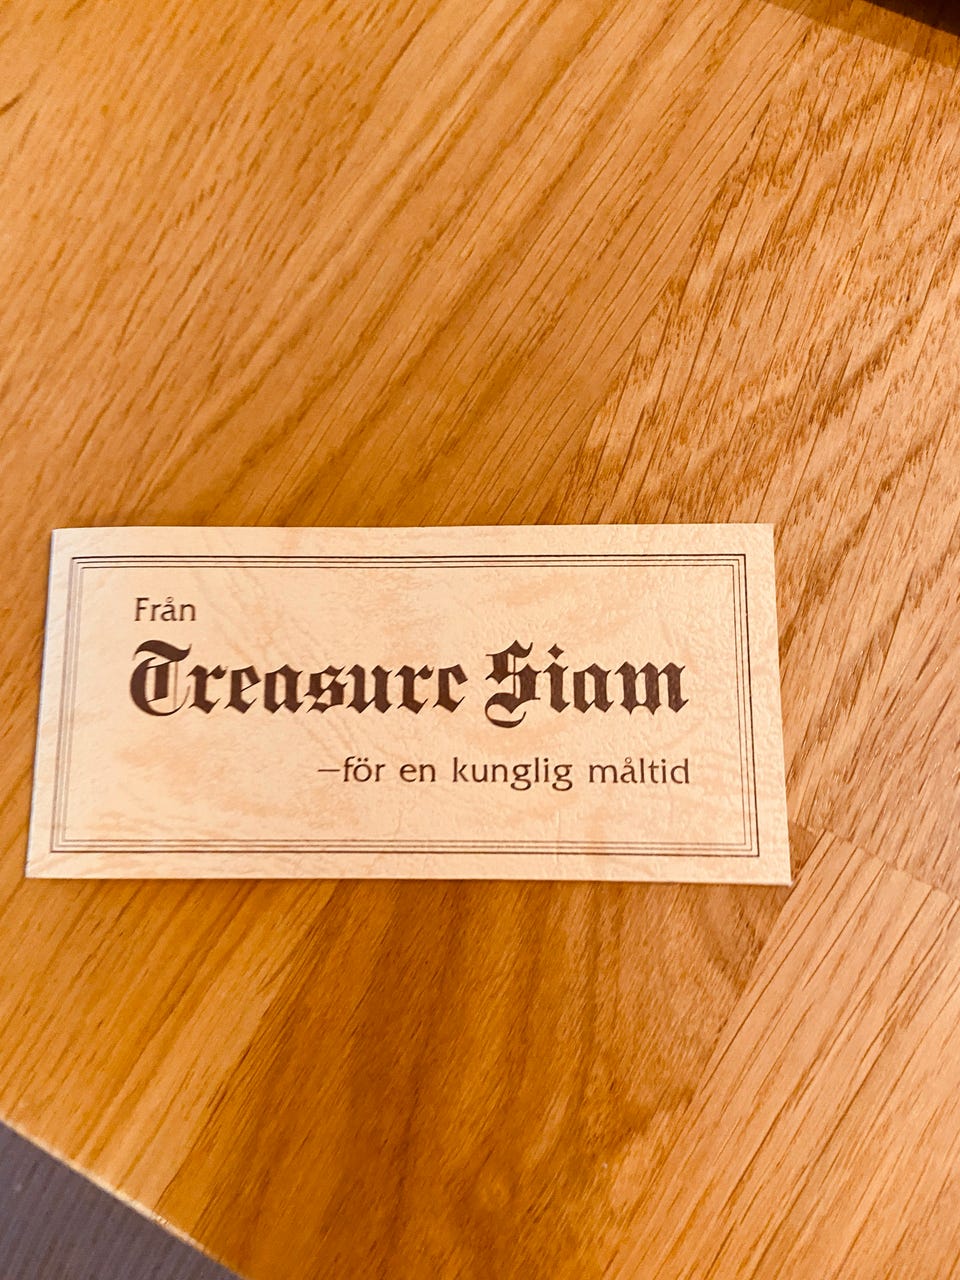 Från
Treasure Siam
–för en kunglig måltid